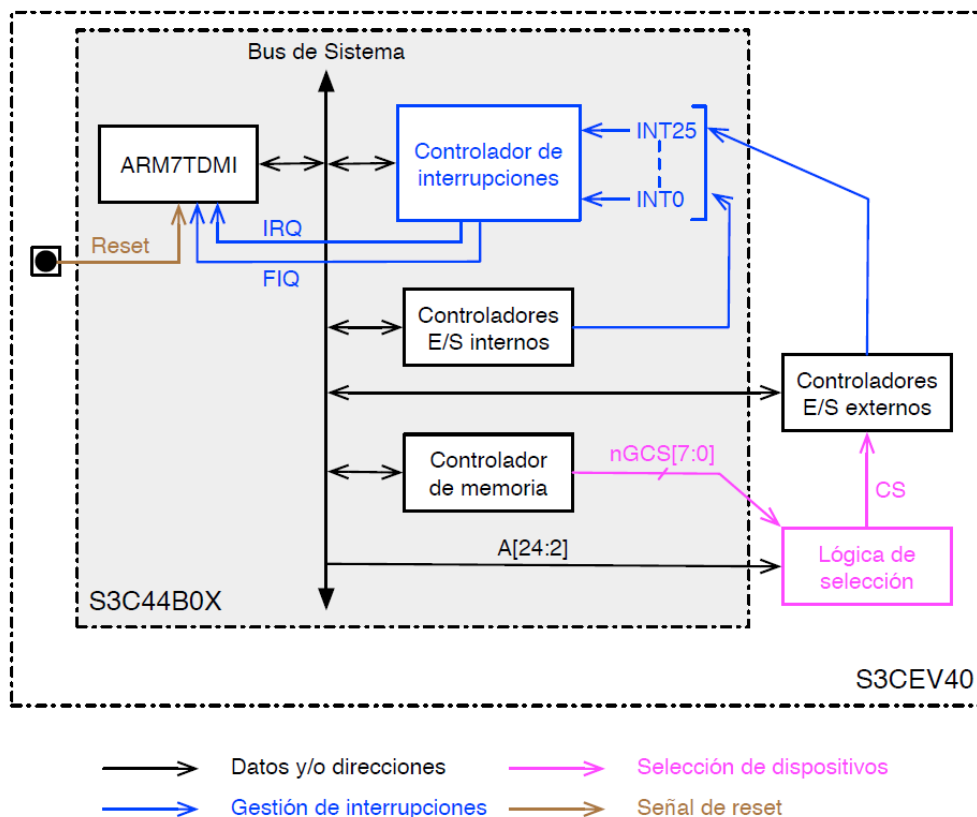 Bus de Sistema
ARM7TDMI
Controlador de
interrupciones
INT25
INT0
IRQ
FIQ
Reset
Controladores
E/S internos
Controladores
E/S externos
Controlador
de memoria
nGCS[7:0]
CS
A[24:2]
Lógica de
selección
S3C44B0X
S3CEV40
Datos y/o direcciones
Selección de dispositivos
Gestión de interrupciones
Señal de reset